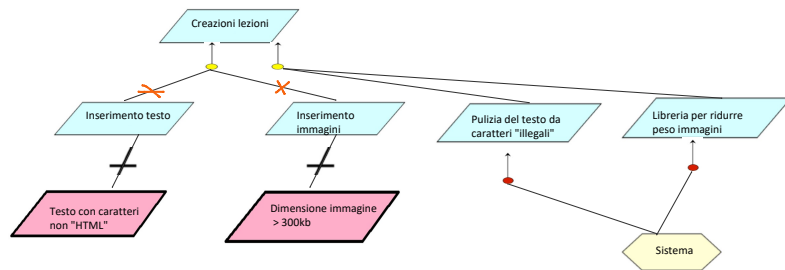 Creazioni lezioni
Inserimento testo
Inserimento
immagini
Pulizia del testo da
caratteri "illegali"
Libreria per ridurre
peso immagini
Testo con caratteri
non "HTML"
Dimensione immagine
> 300kb
Sistema